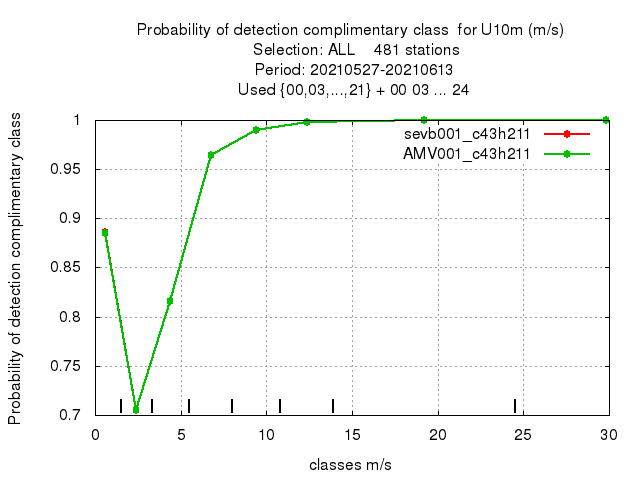 Probability of detection complimentary class  for U10m (m/s)
Selection: ALL    481 stations
Period: 20210527-20210613
Used {00,03,...,21} + 00 03 ... 24
Probability of detection complimentary class
1
0.95
0.9
0.85
0.8
0.75
0.7
sevb001_c43h211
AMV001_c43h211
0 5 10 15 20 25 30
classes m/s